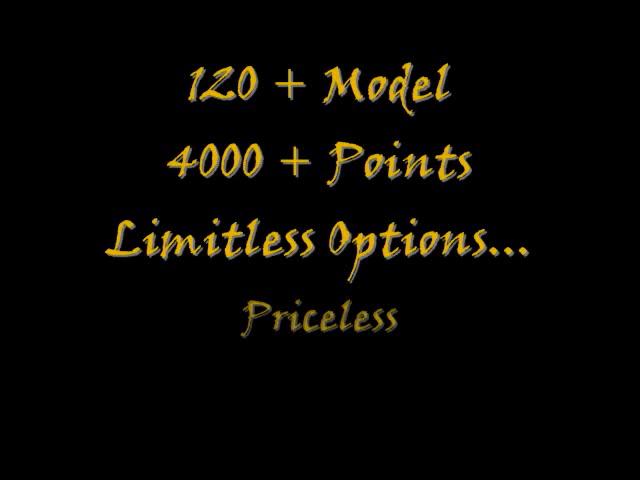 120 + Model
4000 + Points
Limitless Options...
Priceless